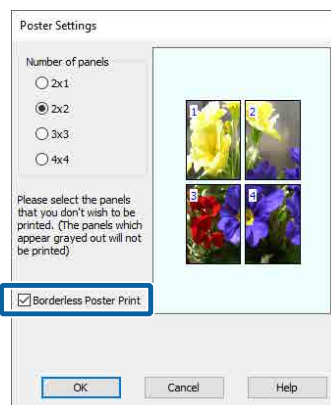 Poster Settings
Number of panels
2x1
2x2
3x3
4x4
Please select the panels
that you don't wish to be
printed. (The panels which
appear grayed out will not
be printed)
Borderless Poster Print
1
2
3
4
OK
Cancel
Help